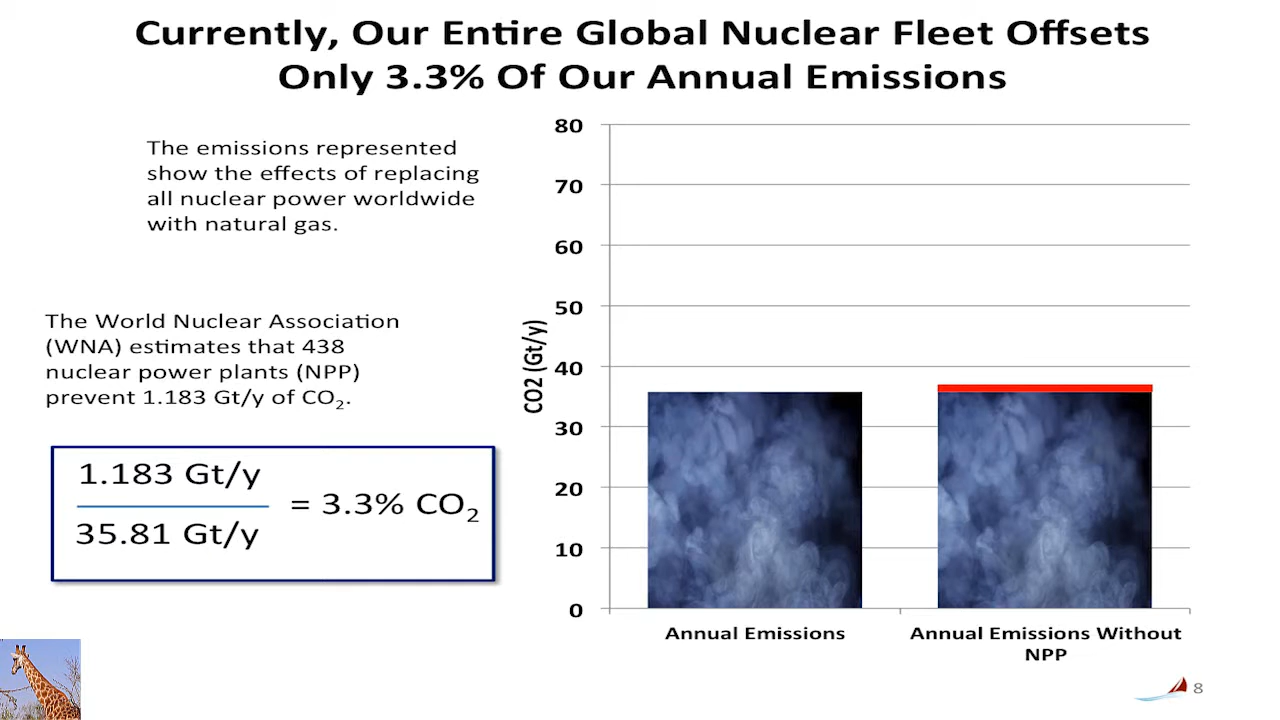 Currently, Our Entire Global Nuclear Fleet Offsets
Only 3.3% Of Our Annual Emissions
The emissions represented
show the effects of replacing
all nuclear power worldwide
with natural gas.
The World Nuclear Association
(WNA) estimates that 438
nuclear power plants (NPP)
prevent 1.183 Gt/y of CO₂.
1.183 Gt/y
35.81 Gt/y
= 3.3% CO₂
CO2 (Gt/y)
80
70
60
50
40
30
20
10
0
Annual Emissions
Annual Emissions Without
NPP
8